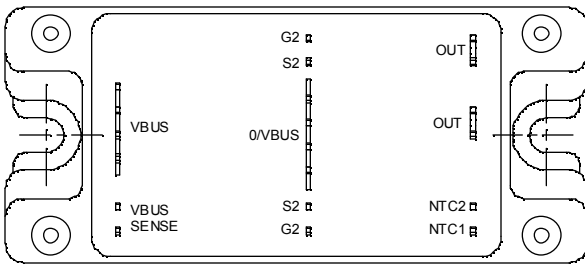 G2
OUT
S2
VBUS
0/VBUS
OUT
VBUS
SENSE
S2
NTC2
G2
NTC1